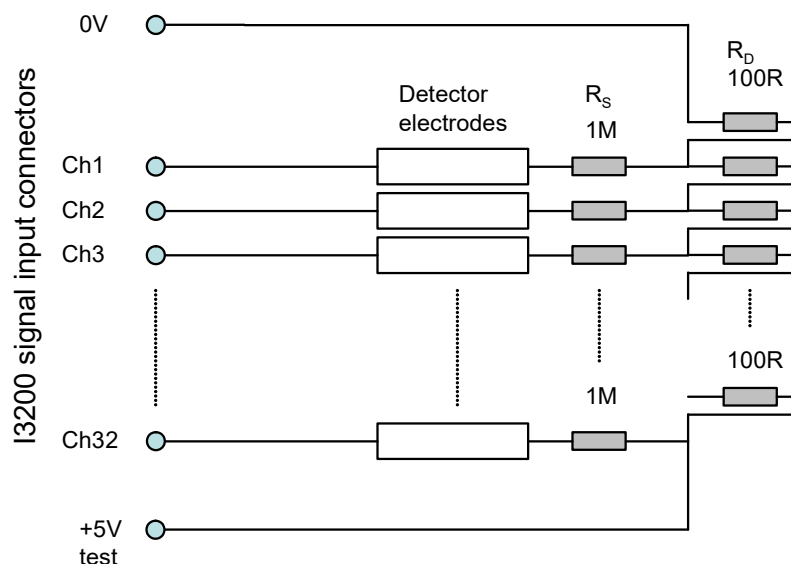 0V
R_D
100R
Detector
electrodes
R_S
1M
Ch1
Ch2
Ch3
I3200 signal input connectors
100R
1M
Ch32
+5V
test